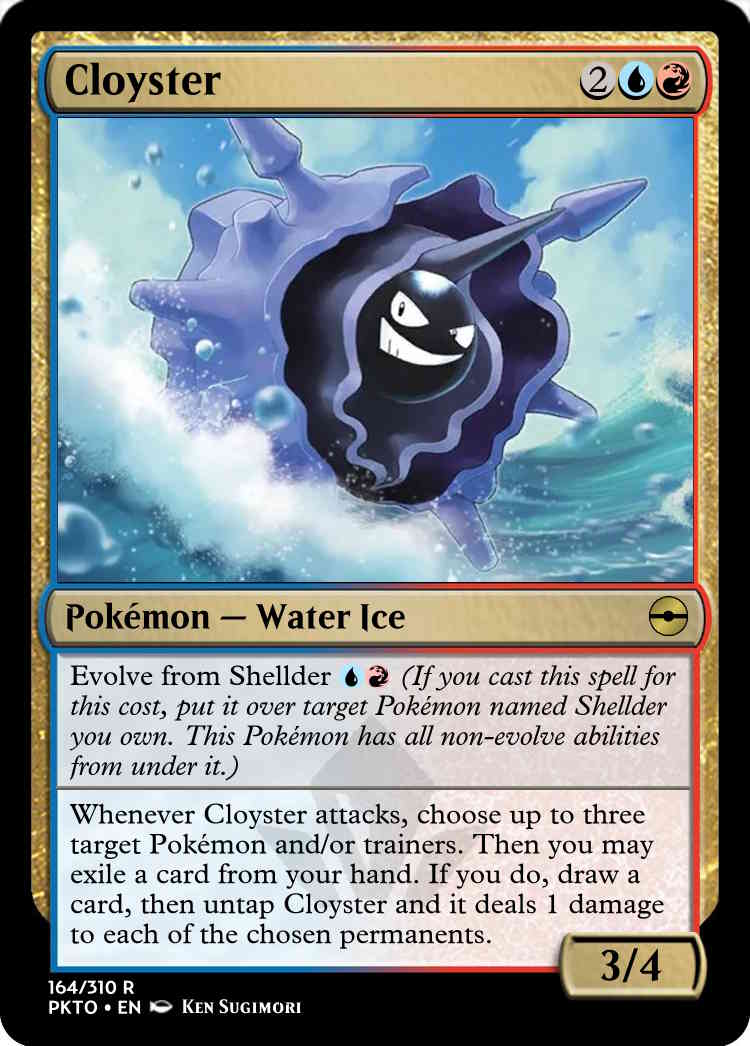 Cloyster 2
Pokémon — Water Ice
Evolve from Shellder (If you cast this spell for
this cost, put it over target Pokémon named Shellder
you own. This Pokémon has all non-evolve abilities
from under it.)
Whenever Cloyster attacks, choose up to three
target Pokémon and/or trainers. Then you may
exile a card from your hand. If you do, draw a
card, then untap Cloyster and it deals 1 damage
to each of the chosen permanents.
3/4
164/310 R
PKTO • EN Ken Sugimori